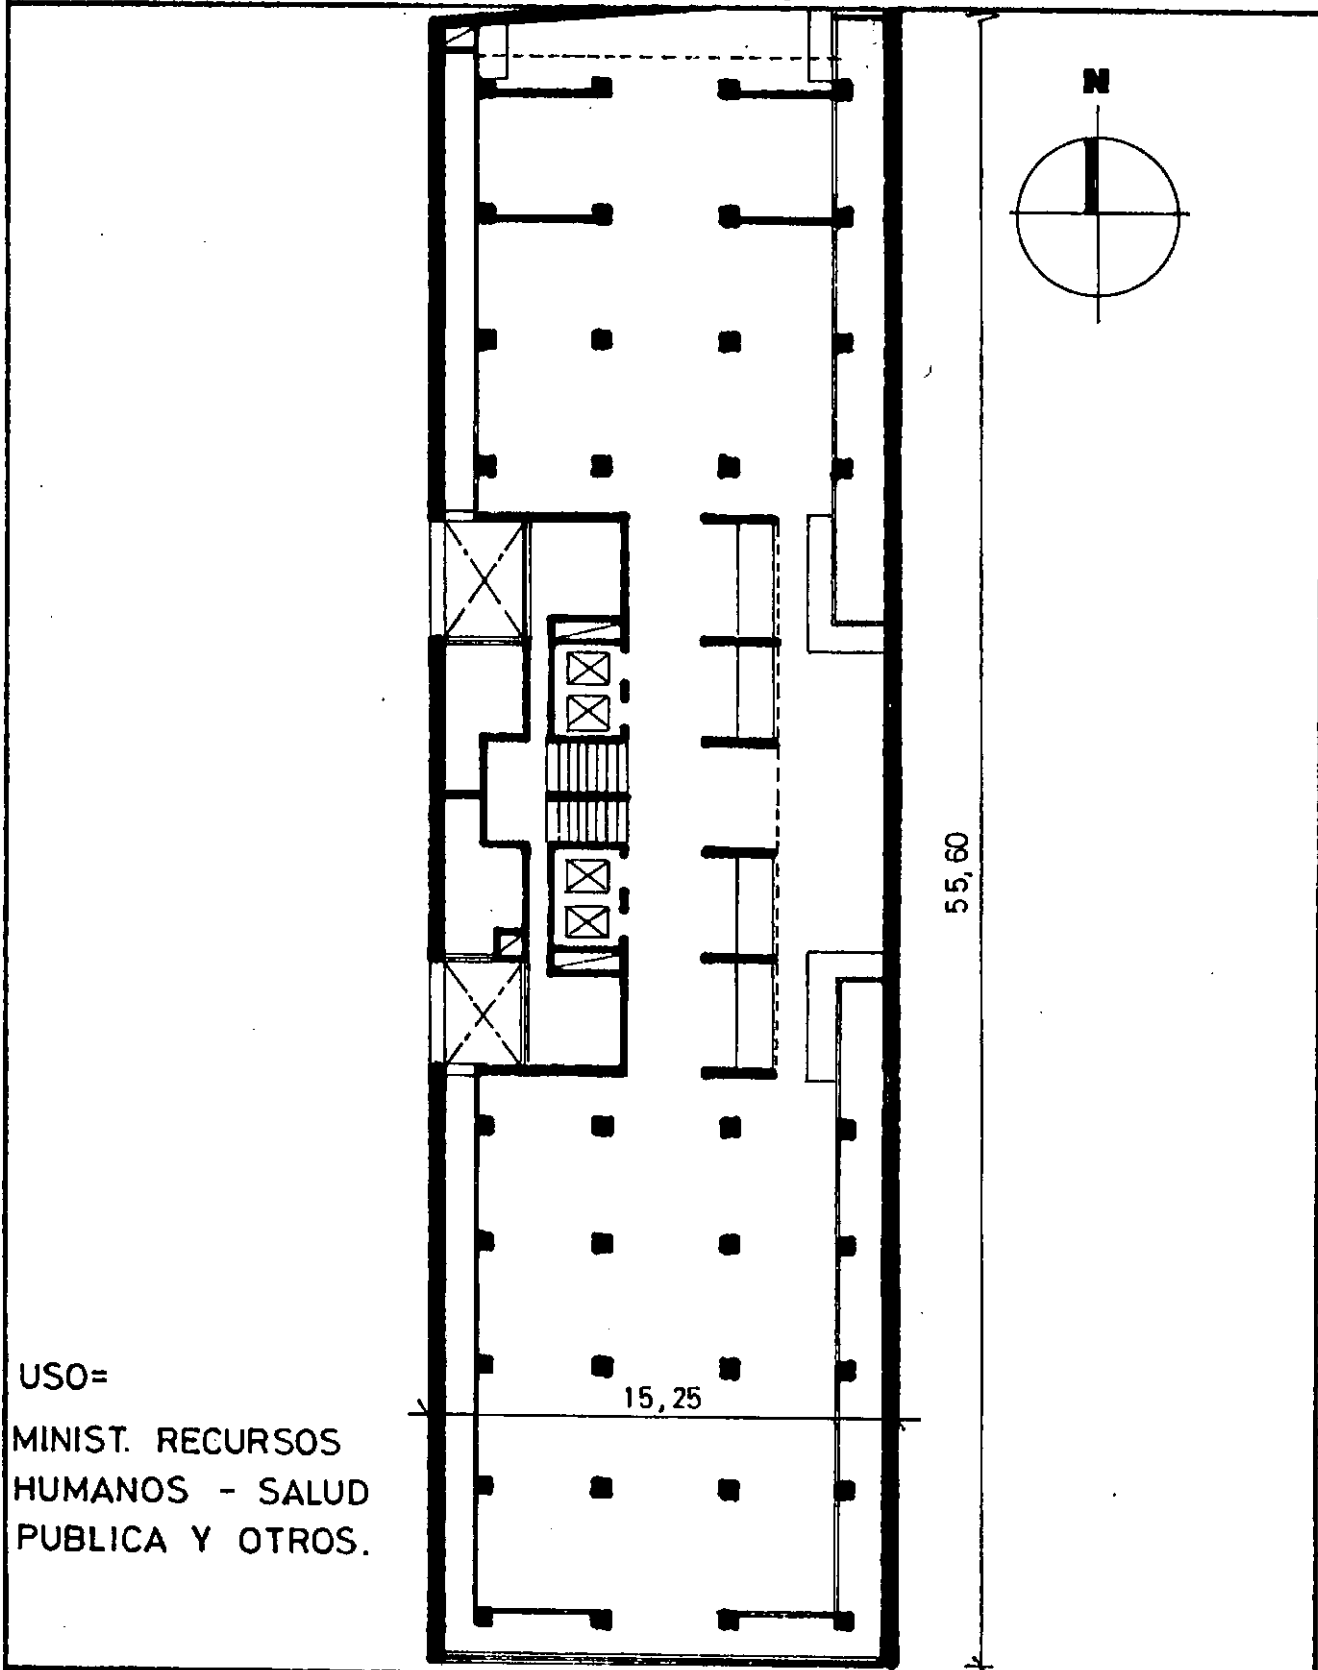 N
55,60
15,25
USO=
MINIST. RECURSOS
HUMANOS - SALUD
PUBLICA Y OTROS.